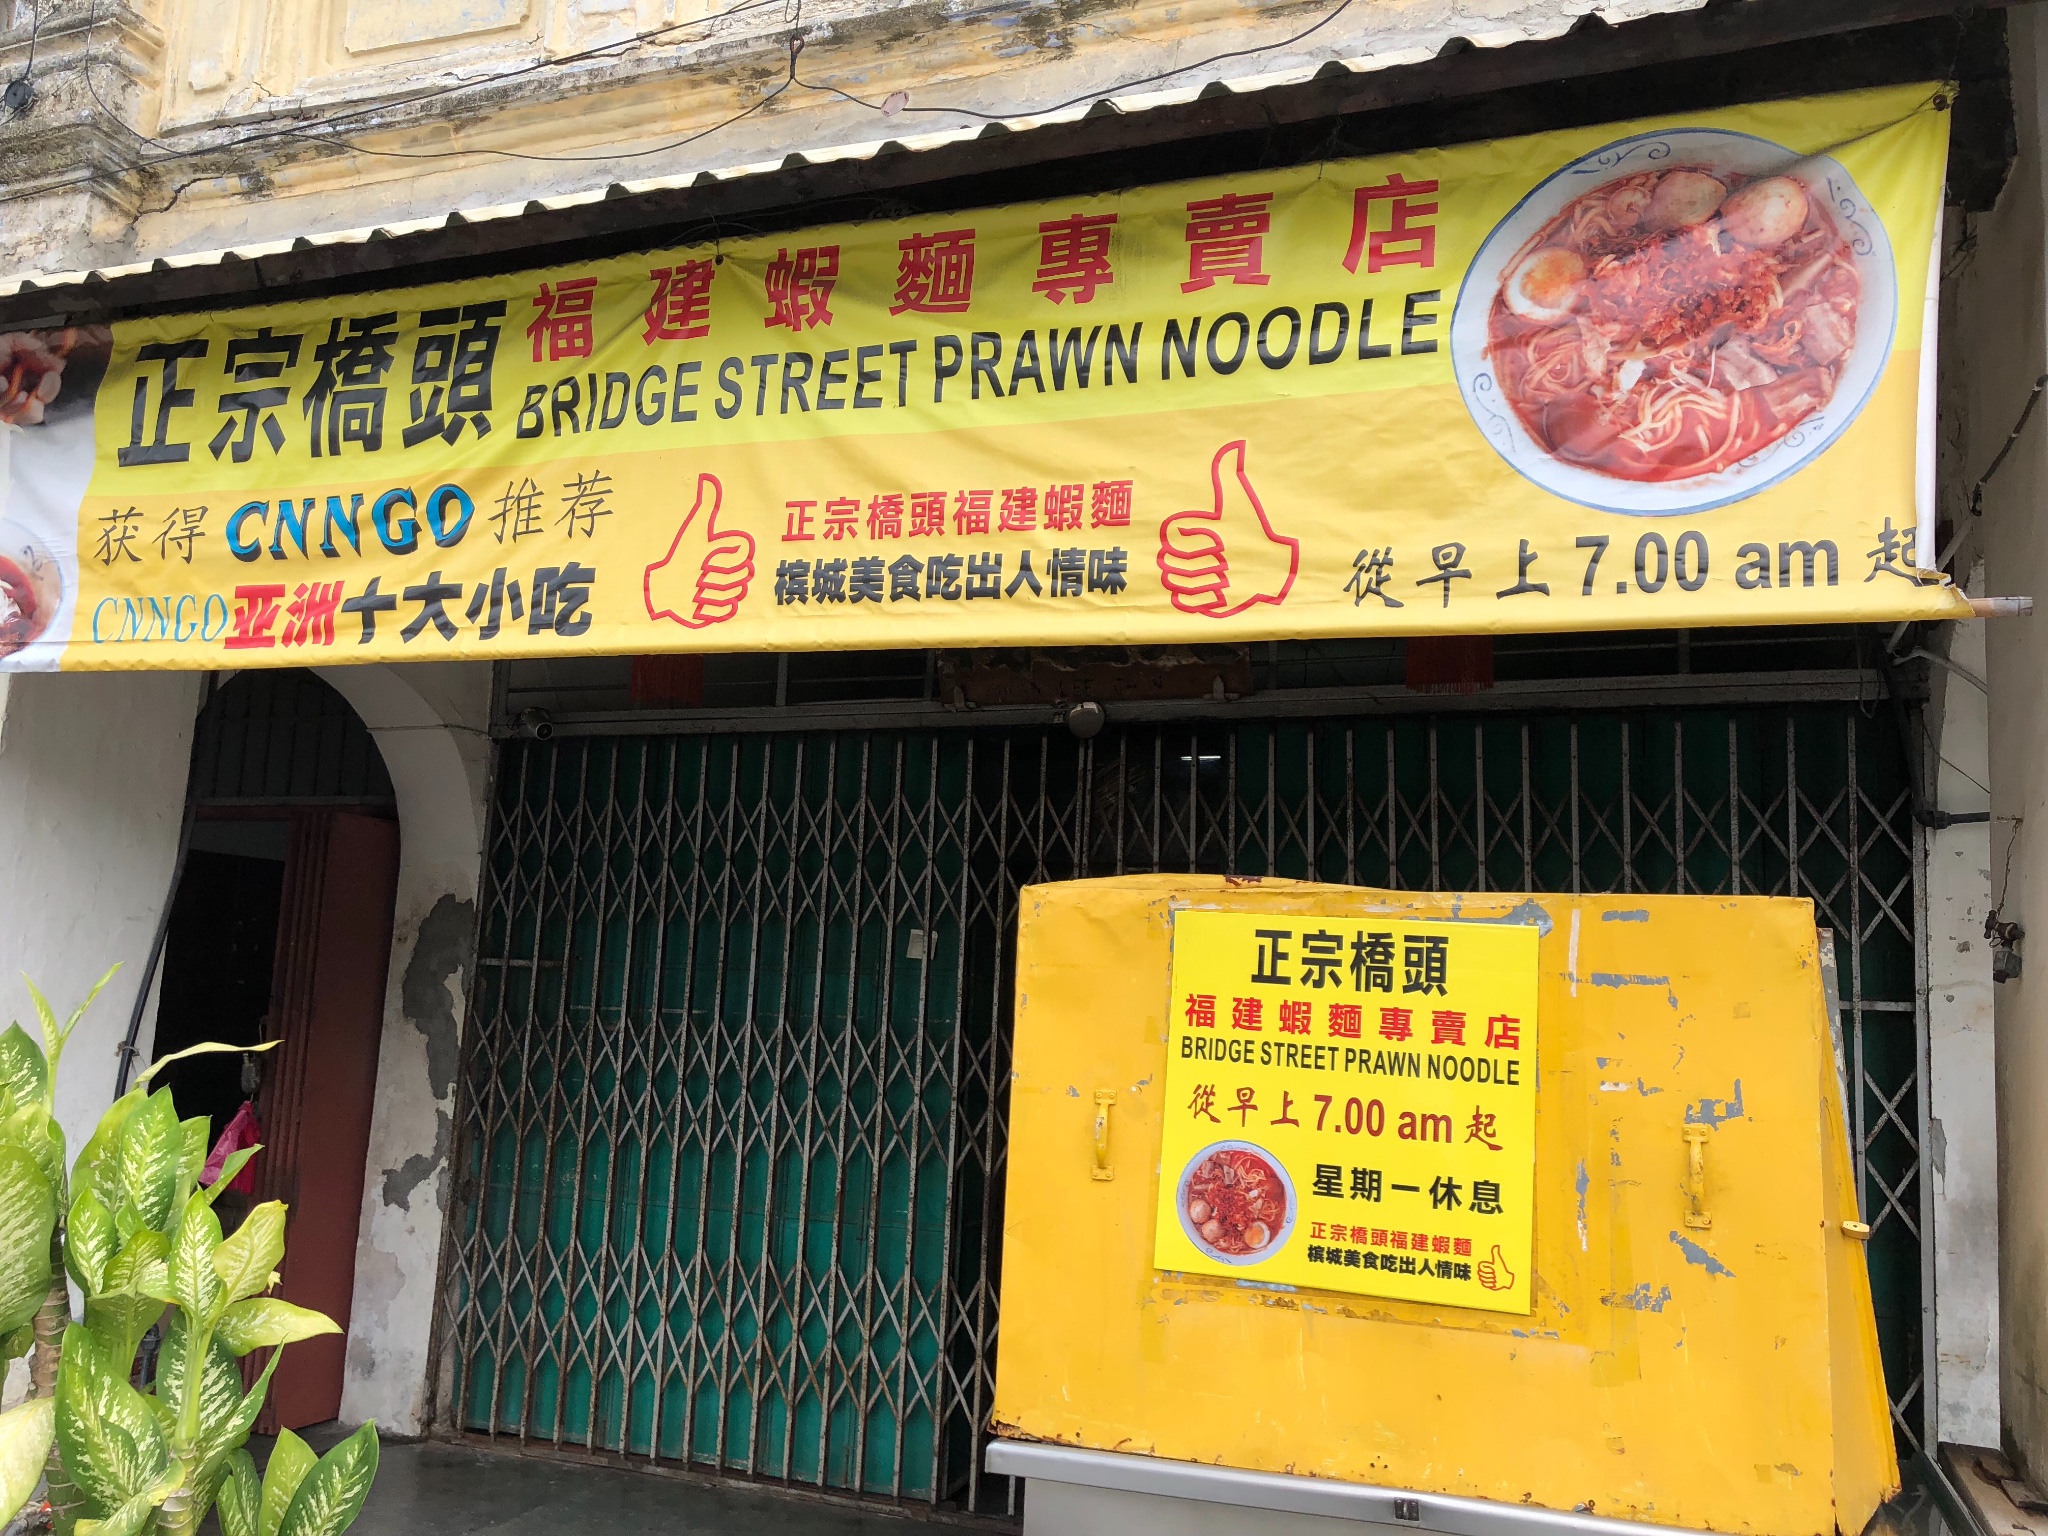 正宗橋頭
福建蝦麵專賣店
BRIDGE STREET PRAWN NOODLE
获得 CNNGO 推荐
CNNGO亚洲十大小吃
正宗橋頭福建蝦麵
槟城美食吃出人情味
從早上 7.00 am 起
正宗橋頭
福建蝦麵專賣店
BRIDGE STREET PRAWN NOODLE
從早上 7.00 am 起
星期一休息
正宗橋頭福建蝦麵
槟城美食吃出人情味